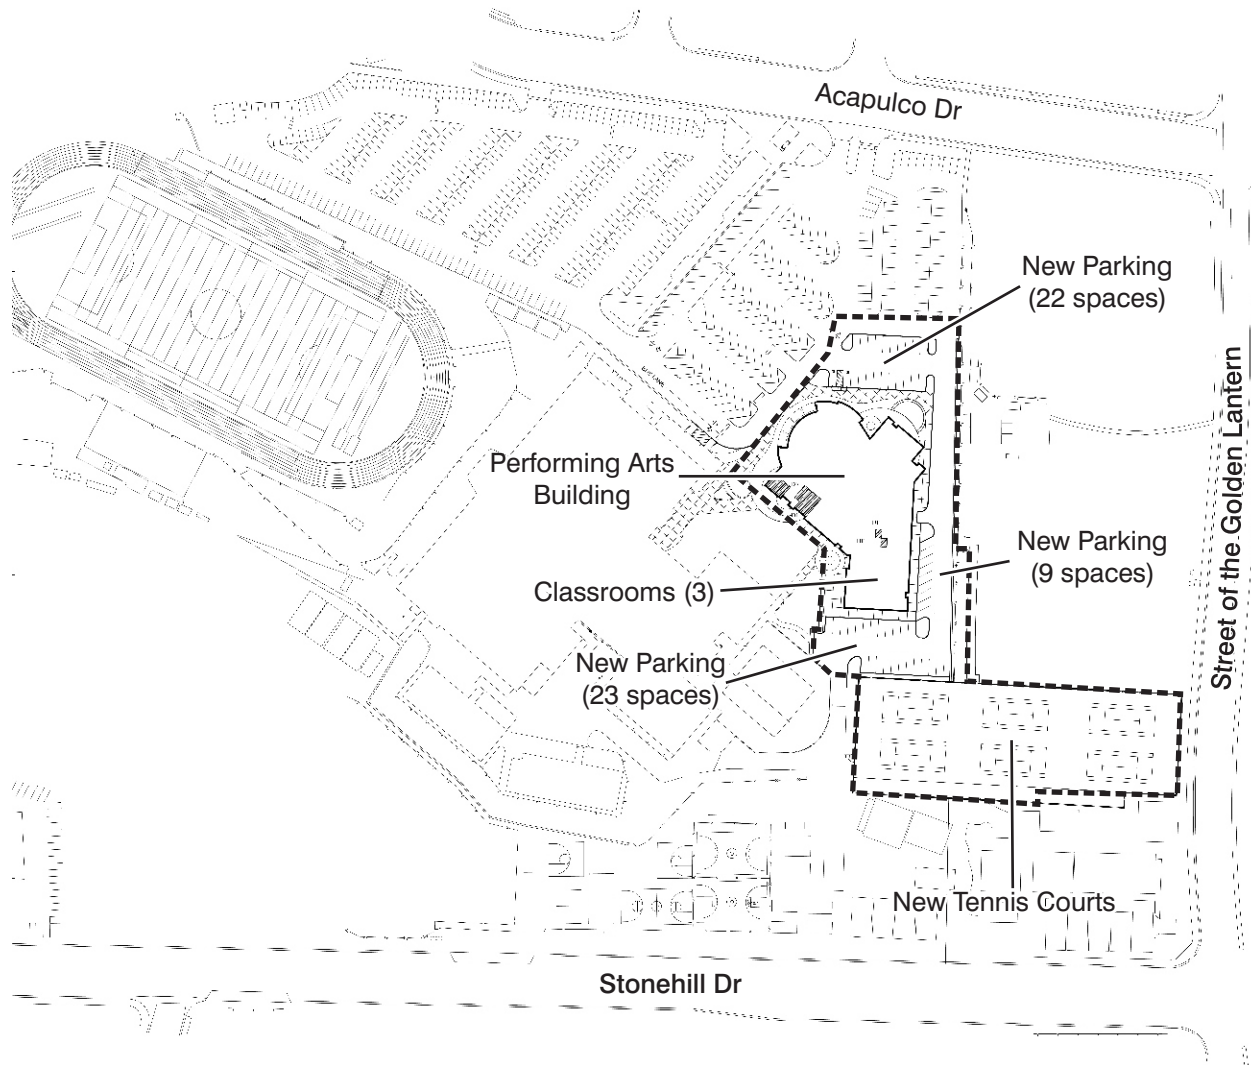 Acapulco Dr
New Parking
(22 spaces)
Street of the Golden Lantern
Performing Arts
Building
New Parking
(9 spaces)
Classrooms (3)
New Parking
(23 spaces)
New Tennis Courts
Stonehill Dr